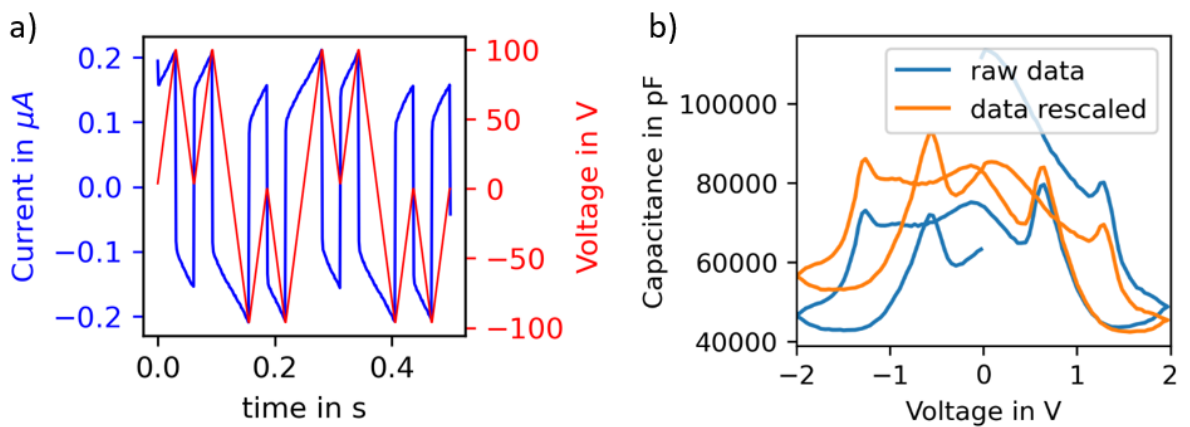 a)
0.2
0.1
0.0
−0.1
−0.2
Current in μA
100
50
0
−50
−100
Voltage in V
0.0 0.2 0.4
time in s
b)
raw data
data rescaled
100000
80000
60000
40000
Capacitance in pF
−2 −1 0 1 2
Voltage in V